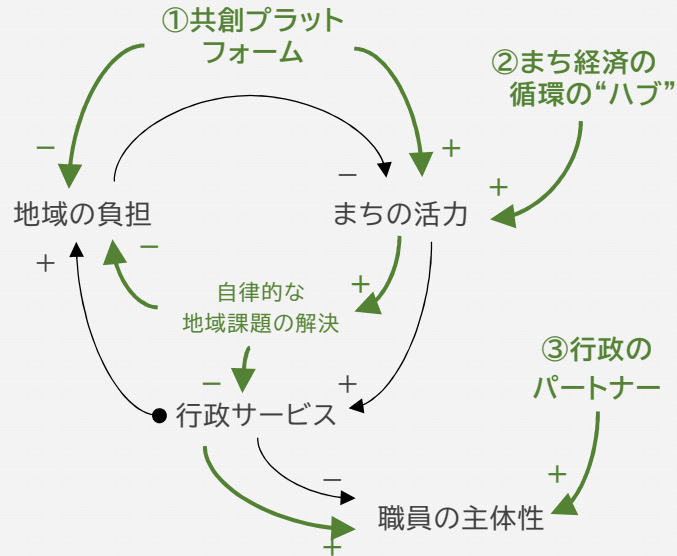 ①共創プラット
フォーム
②まち経済の
循環の“ハブ”
−
+
−
+
地域の負担
まちの活力
+
−
+
自律的な
地域課題の解決
−
+
行政サービス
③行政の
パートナー
−
+
職員の主体性
+